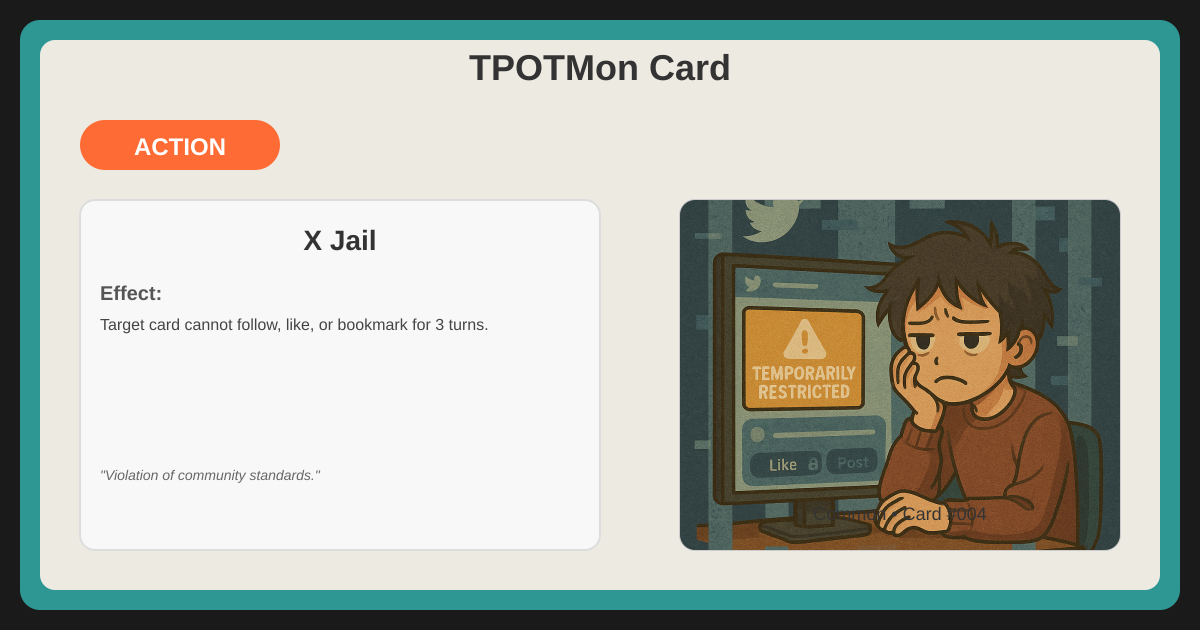 TPOTMon Card
ACTION
X Jail
Effect:
Target card cannot follow, like, or bookmark for 3 turns.
"Violation of community standards."
TEMPORARILY
RESTRICTED
Like
Post
Common • Card #004